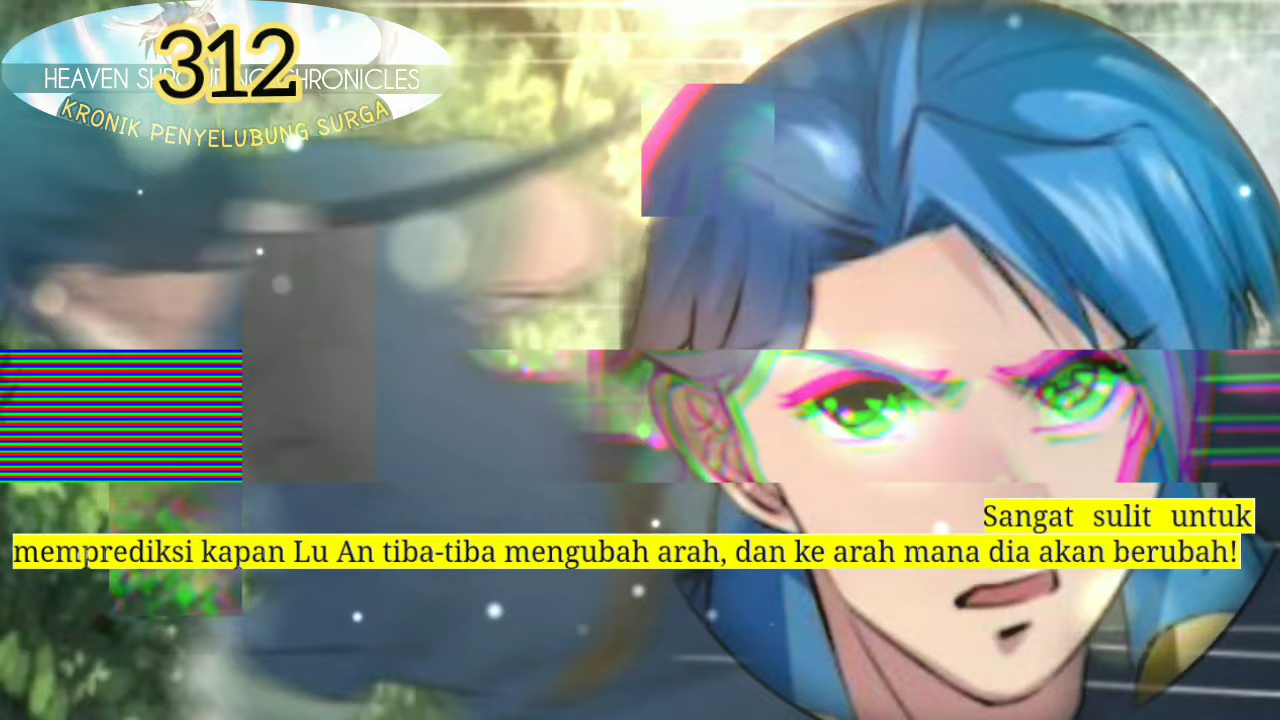 312
HEAVEN SHROUDING CHRONICLES
KRONIK PENYELUBUNG SURGA
Sangat sulit untuk
memprediksi kapan Lu An tiba-tiba mengubah arah, dan ke arah mana dia akan berubah!